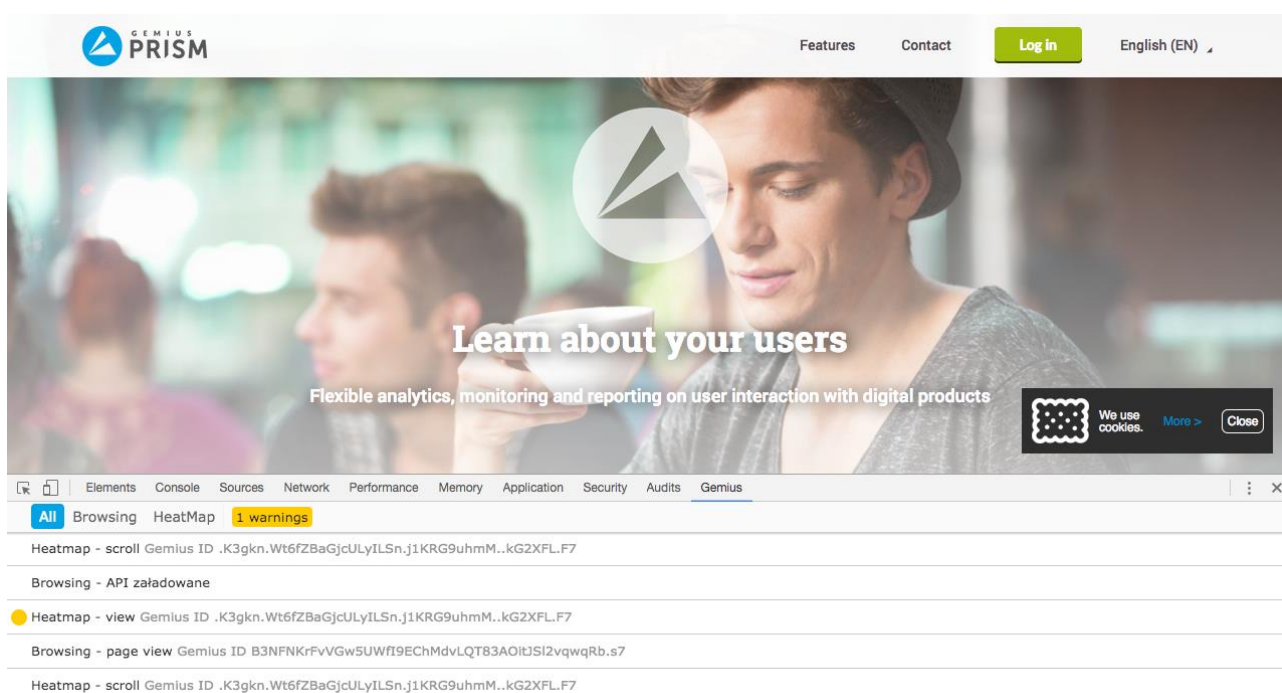 GEMIUS
PRISM
Features Contact Log in English (EN)
Learn about your users
Flexible analytics, monitoring and reporting on user interaction with digital products
We use
cookies. More > Close
Elements Console Sources Network Performance Memory Application Security Audits Gemius
All Browsing HeatMap 1 warnings
Heatmap - scroll Gemius ID .K3gkn.Wt6fZBaGjcULyILSn.j1KRG9uhmM..kG2XFL.F7
Browsing - API załadowane
Heatmap - view Gemius ID .K3gkn.Wt6fZBaGjcULyILSn.j1KRG9uhmM..kG2XFL.F7
Browsing - page view Gemius ID B3NFNKrFvVGw5UWfI9EChMdvLQT83AOitJSl2vqwqRb.s7
Heatmap - scroll Gemius ID .K3gkn.Wt6fZBaGjcULyILSn.j1KRG9uhmM..kG2XFL.F7